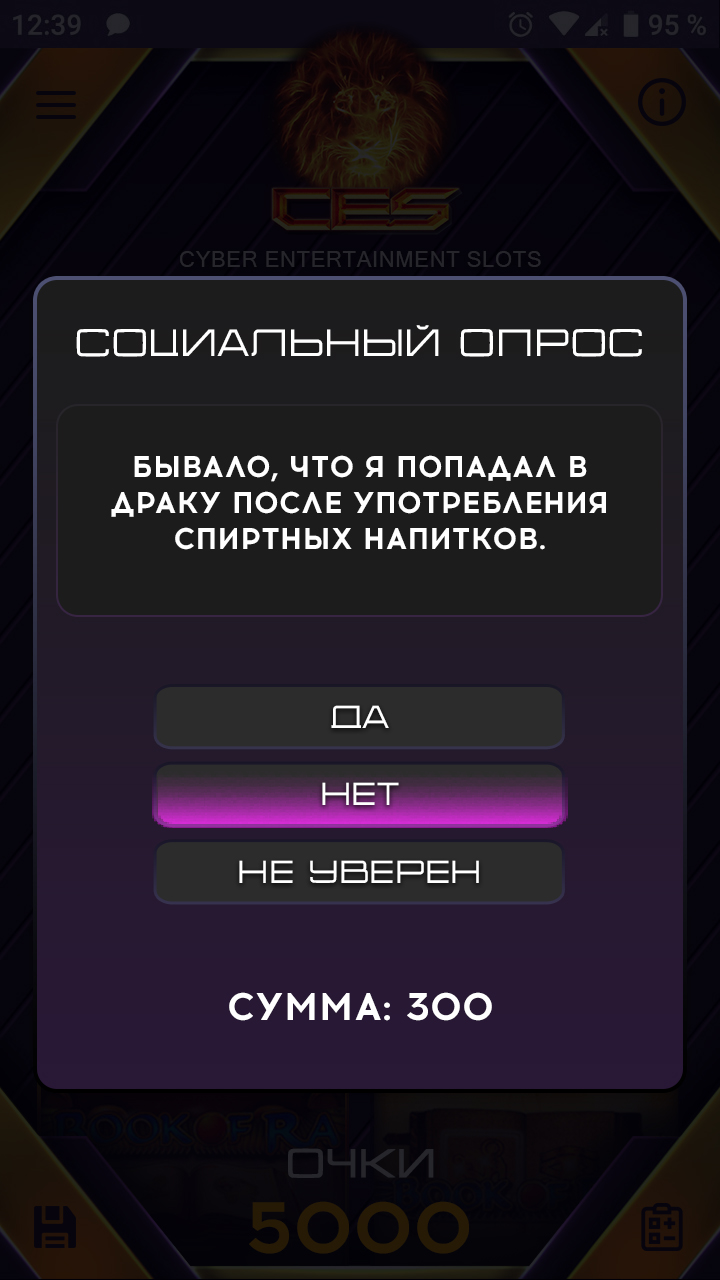 12:39
95 %
CES
CYBER ENTERTAINMENT SLOTS
СОЦИАЛЬНЫЙ ОПРОС
БЫВАЛО, ЧТО Я ПОПАДАЛ В
ДРАКУ ПОСЛЕ УПОТРЕБЛЕНИЯ
СПИРТНЫХ НАПИТКОВ.
ДА
НЕТ
НЕ УВЕРЕН
СУММА: 300
BOOK OF RA
ОЧКИ
5000